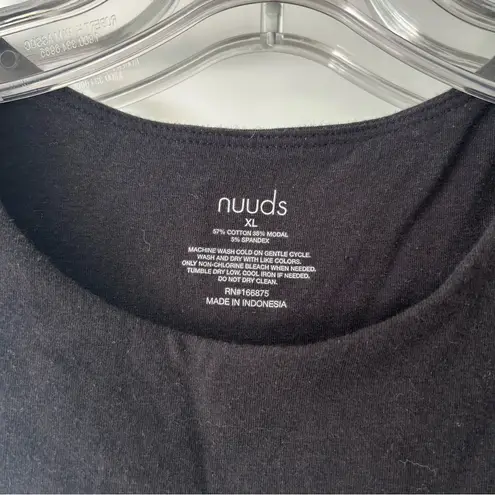 nuuds
XL
57% COTTON 38% MODAL
5% SPANDEX
MACHINE WASH COLD ON GENTLE CYCLE.
WASH AND DRY WITH LIKE COLORS.
ONLY NON-CHLORINE BLEACH WHEN NEEDED.
TUMBLE DRY LOW. COOL IRON IF NEEDED.
DO NOT DRY CLEAN.
RN#166875
MADE IN INDONESIA